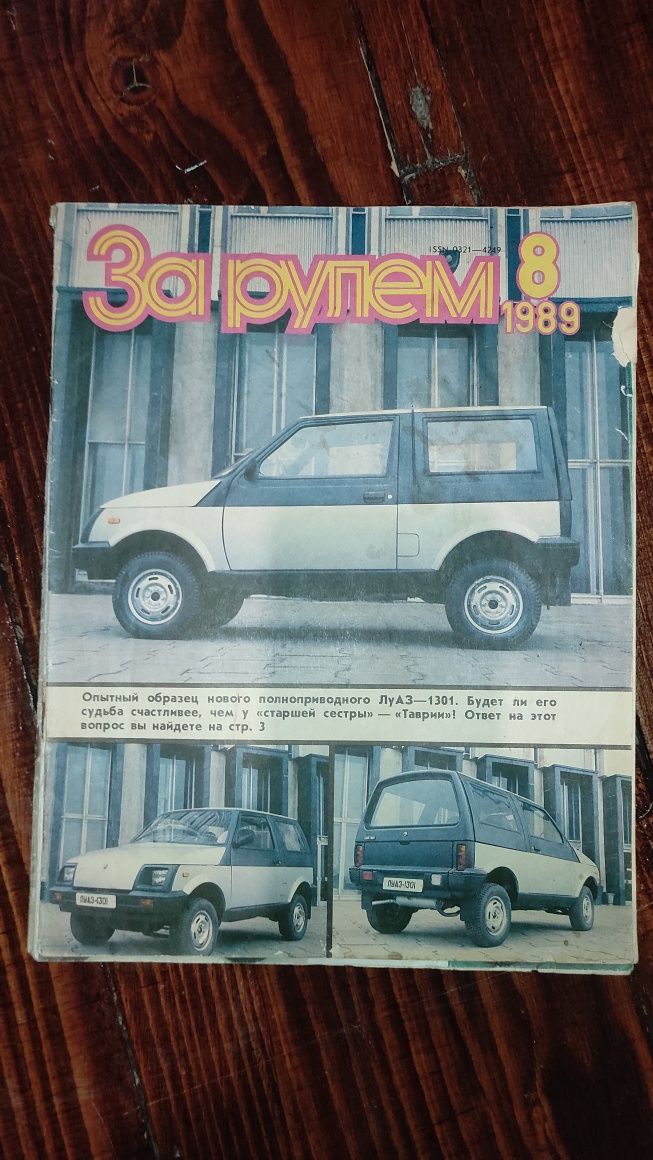 ISSN 0321—4249
За рулем 8
1989
Опытный образец нового полноприводного ЛуАЗ—1301. Будет ли его
судьба счастливее, чем у «старшей сестры» — «Таврии»! Ответ на этот
вопрос вы найдете на стр. 3
ЛУАЗ-1301
ЛУАЗ-1301